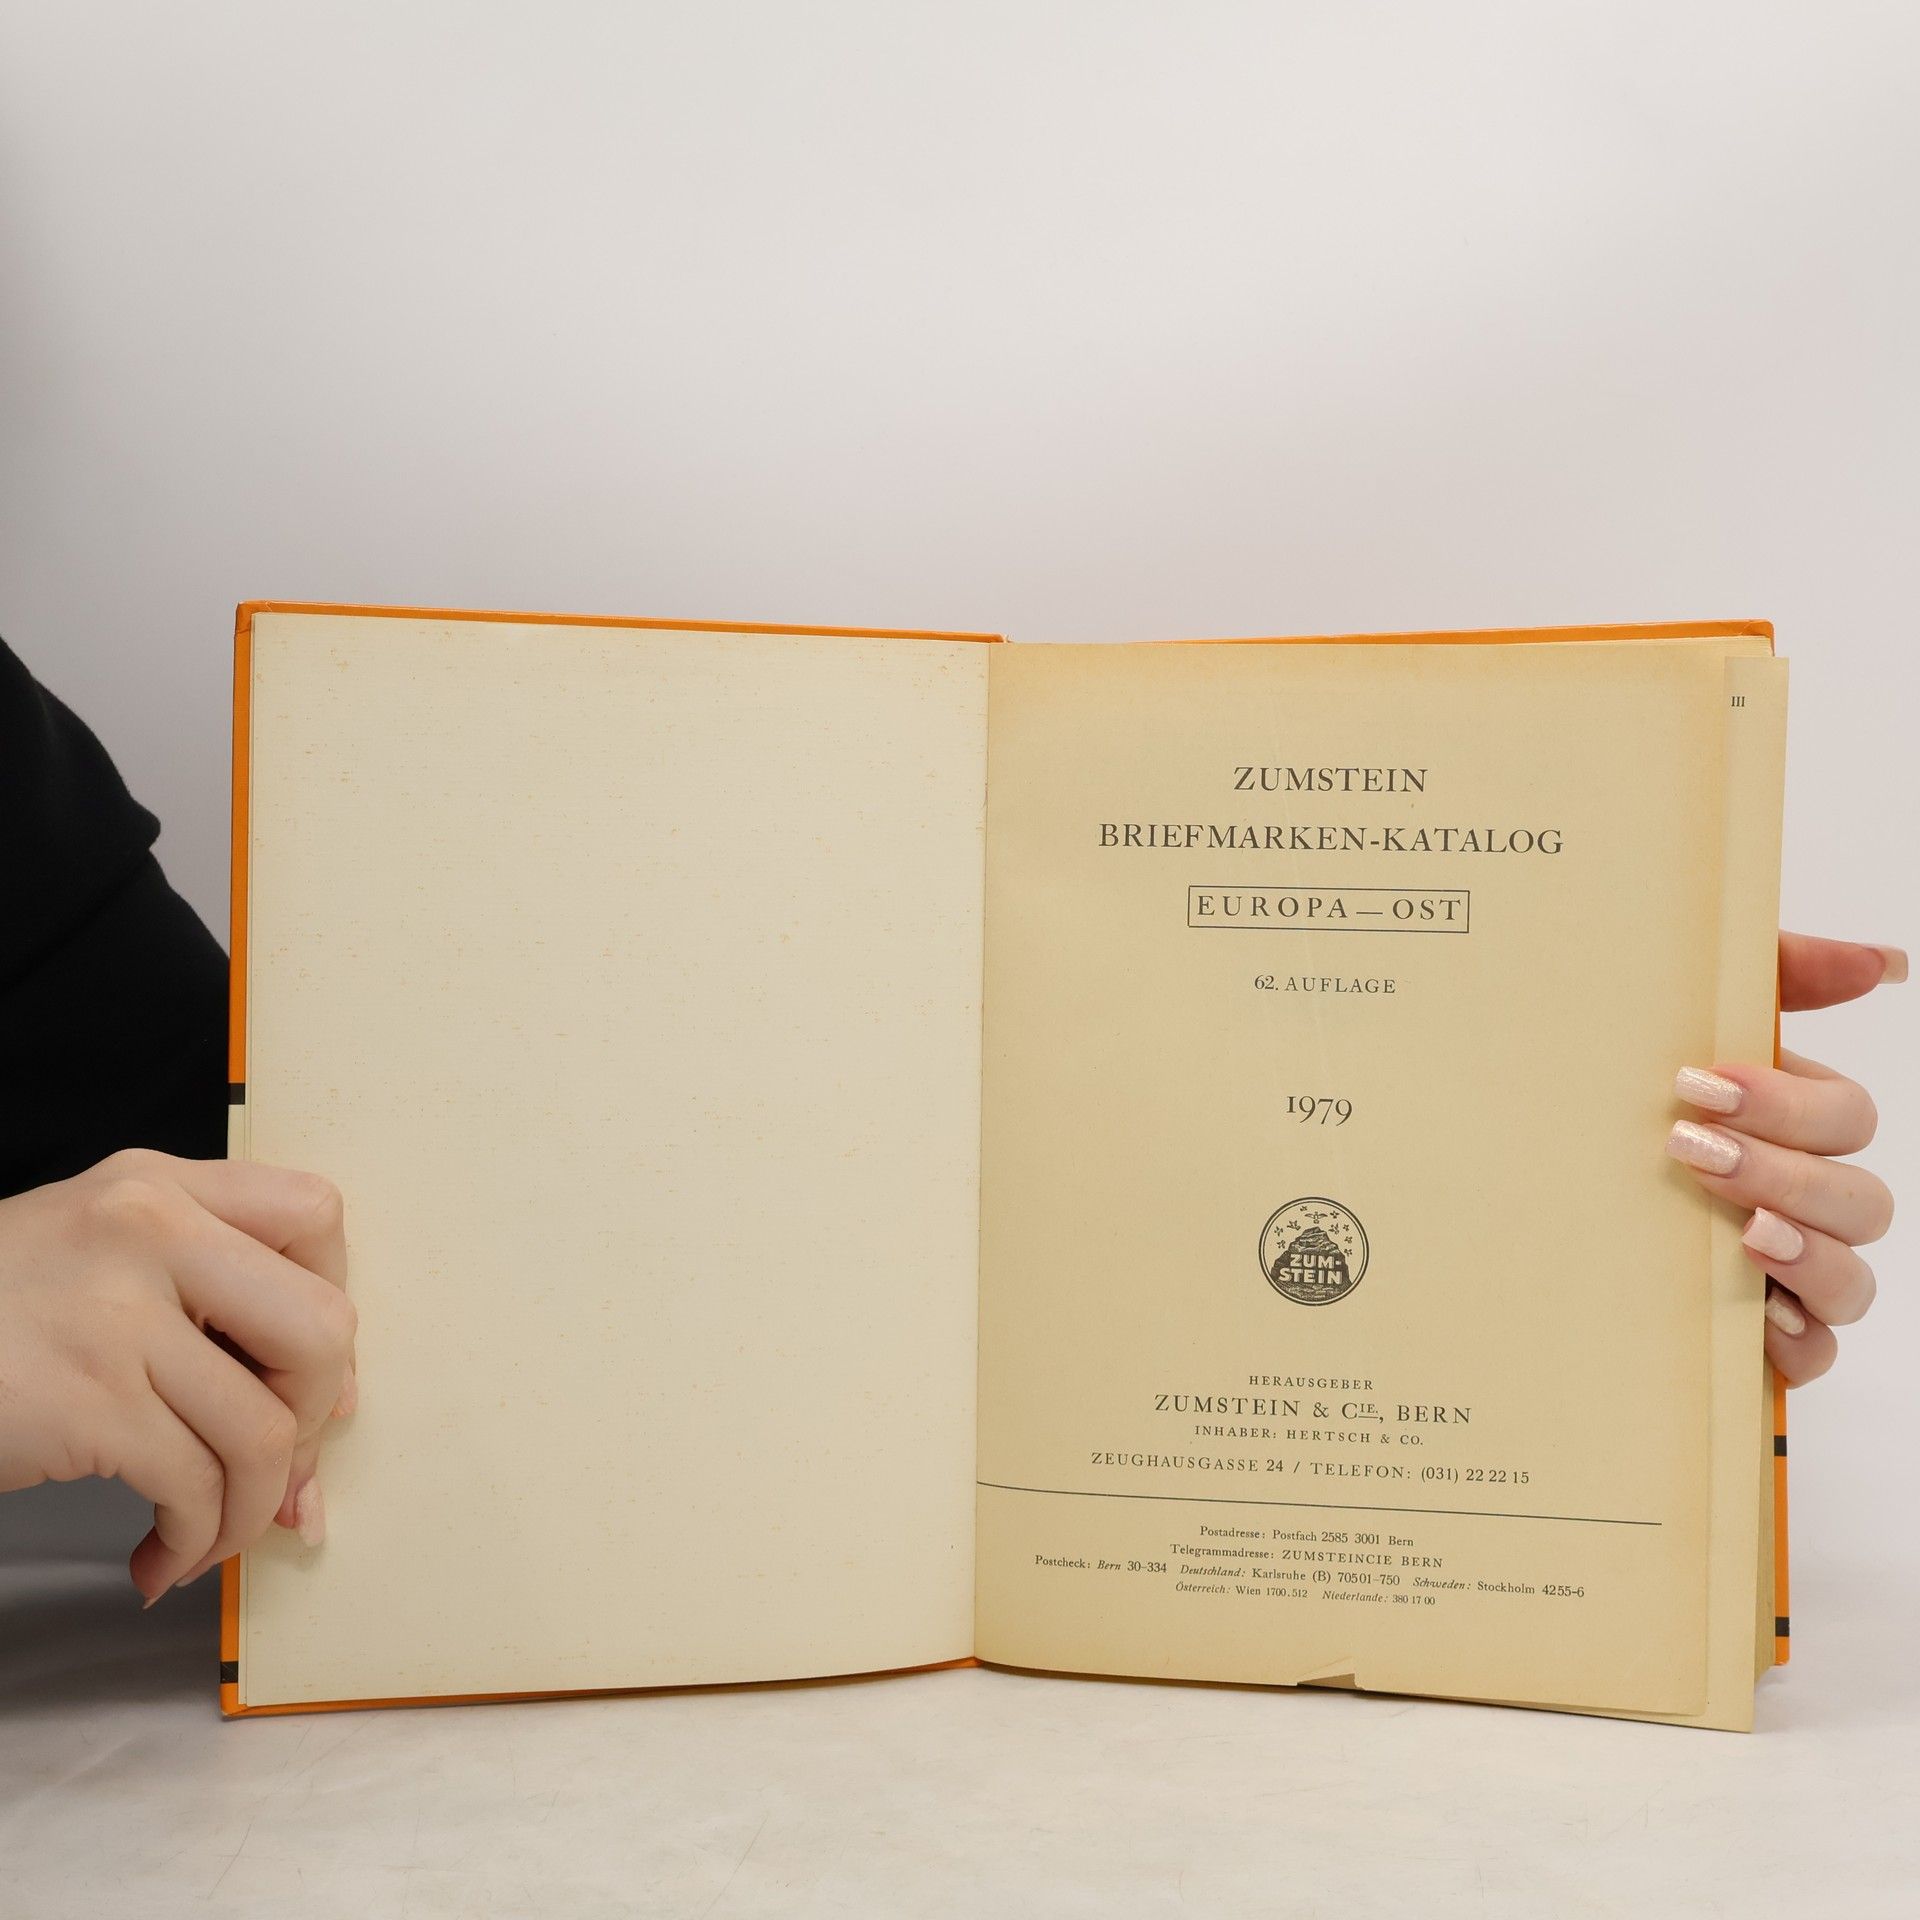 III
ZUMSTEIN
BRIEFMARKEN-KATALOG
EUROPA — OST
62. AUFLAGE
1979
ZUM-
STEIN
HERAUSGEBER
ZUMSTEIN & CIE., BERN
INHABER: HERTSCH & CO.
ZEUGHAUSGASSE 24 / TELEFON: (031) 22 22 15
Postadresse: Postfach 2585 3001 Bern
Telegrammadresse: ZUMSTEINCIE BERN
Postcheck: Bern 30-334 Deutschland: Karlsruhe (B) 70501-750 Schweden: Stockholm 4255-6
Österreich: Wien 1700.512 Niederlande: 380 17 00